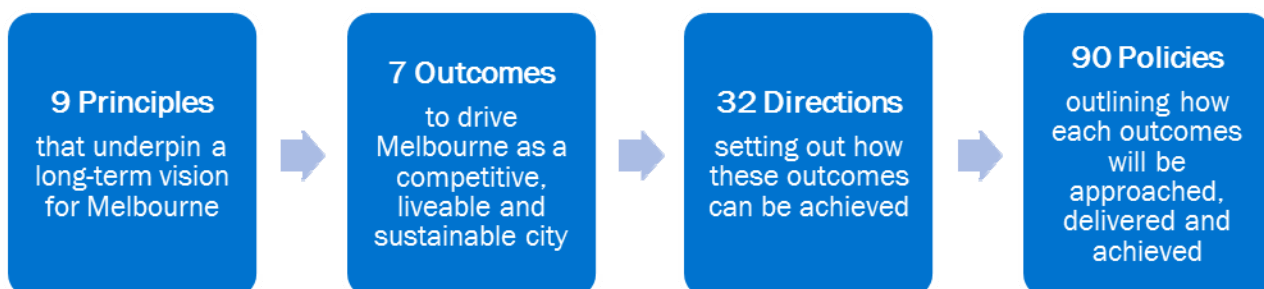 9 Principles
that underpin a
long-term vision
for Melbourne
7 Outcomes
to drive
Melbourne as a
competitive,
liveable and
sustainable city
32 Directions
setting out how
these outcomes
can be achieved
90 Policies
outlining how
each outcomes
will be
approached,
delivered and
achieved